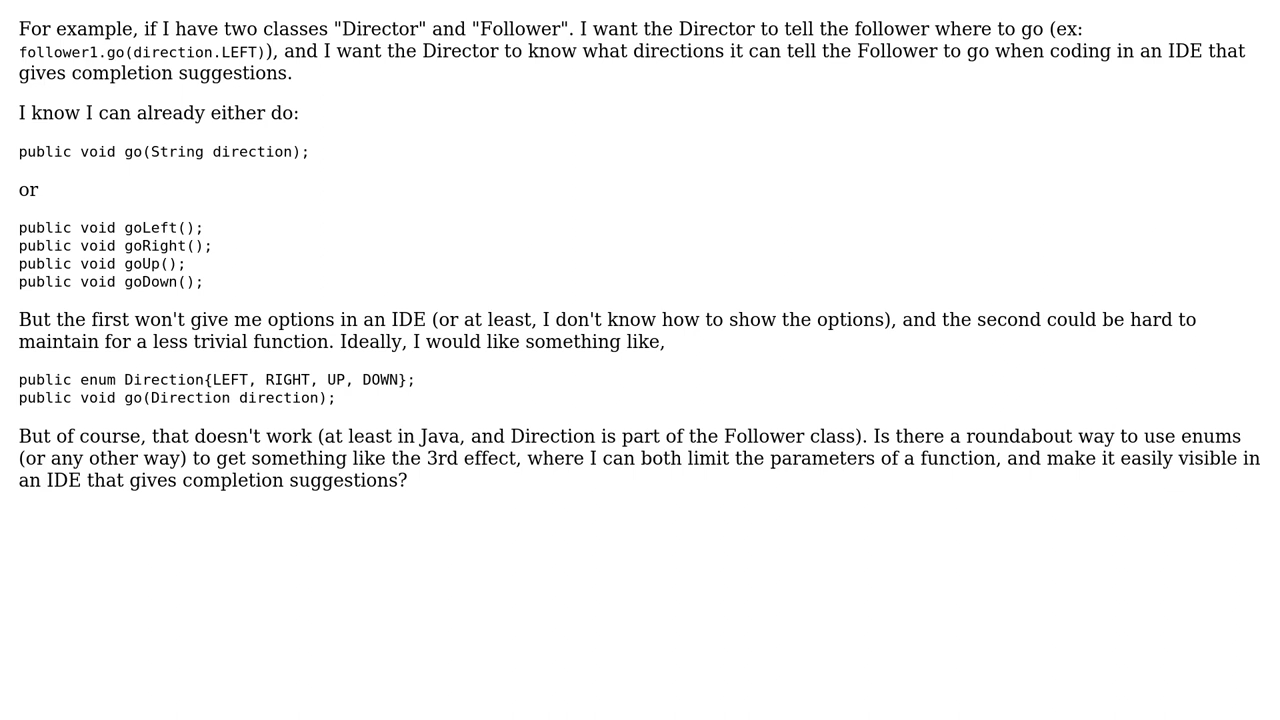 For example, if I have two classes "Director" and "Follower". I want the Director to tell the follower where to go (ex:
follower1.go(direction.LEFT)), and I want the Director to know what directions it can tell the Follower to go when coding in an IDE that
gives completion suggestions.
I know I can already either do:
public void go(String direction);
or
public void goLeft();
public void goRight();
public void goUp();
public void goDown();
But the first won't give me options in an IDE (or at least, I don't know how to show the options), and the second could be hard to
maintain for a less trivial function. Ideally, I would like something like,
public enum Direction{LEFT, RIGHT, UP, DOWN};
public void go(Direction direction);
But of course, that doesn't work (at least in Java, and Direction is part of the Follower class). Is there a roundabout way to use enums
(or any other way) to get something like the 3rd effect, where I can both limit the parameters of a function, and make it easily visible in
an IDE that gives completion suggestions?